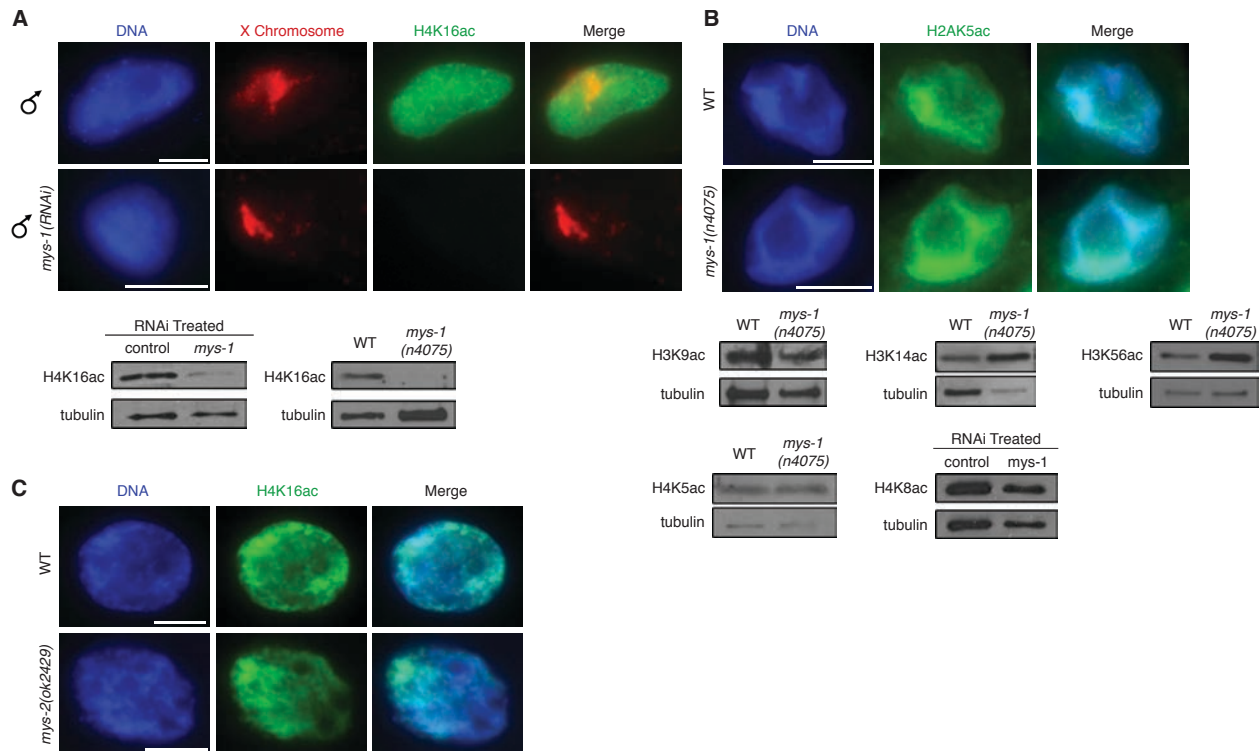 A
DNA
X Chromosome
H4K16ac
Merge
♂
♂
mys-1(RNAi)
RNAi Treated
control
mys-1
H4K16ac
tubulin
WT
mys-1
(n4075)
H4K16ac
tubulin
B
DNA
H2AK5ac
Merge
WT
mys-1(n4075)
WT
mys-1
(n4075)
H3K9ac
tubulin
WT
mys-1
(n4075)
H3K14ac
tubulin
WT
mys-1
(n4075)
H3K56ac
tubulin
WT
mys-1
(n4075)
H4K5ac
tubulin
RNAi Treated
control
mys-1
H4K8ac
tubulin
C
DNA
H4K16ac
Merge
WT
mys-2(ok2429)